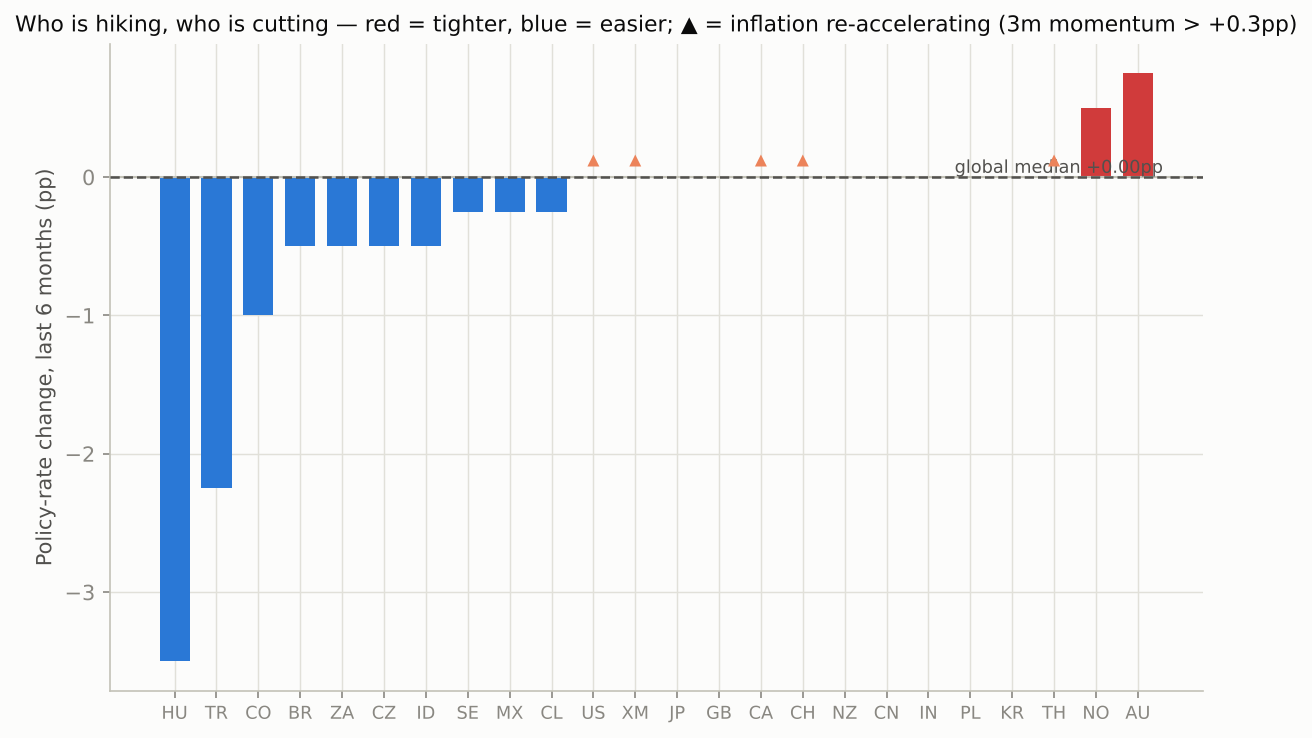 Who is hiking, who is cutting — red = tighter, blue = easier; ▲ = inflation re-accelerating (3m momentum > +0.3pp)
Policy-rate change, last 6 months (pp)
0
−1
−2
−3
global median +0.00pp
HU TR CO BR ZA CZ ID SE MX CL US XM JP GB CA CH NZ CN IN PL KR TH NO AU